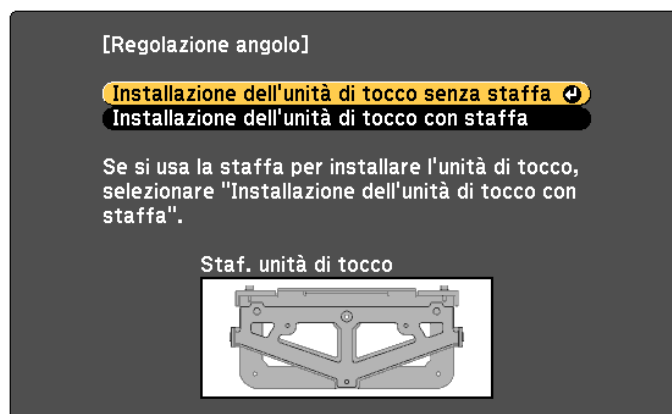 [Regolazione angolo]
Installazione dell'unità di tocco senza staffa
Installazione dell'unità di tocco con staffa
Se si usa la staffa per installare l'unità di tocco,
selezionare "Installazione dell'unità di tocco con
staffa".
Staf. unità di tocco